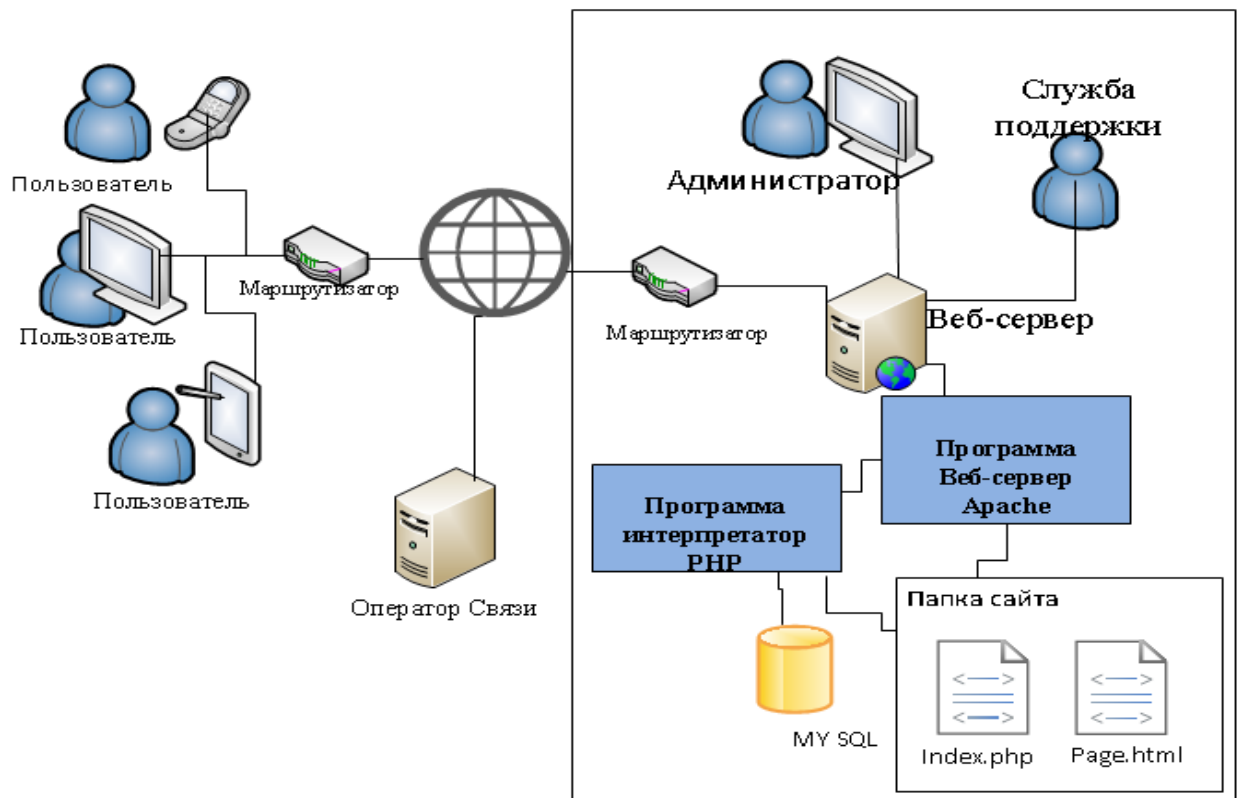 Пользователь
Пользователь
Пользователь
Маршрутизатор
Оператор Связи
Маршрутизатор
Администратор
Служба
поддержки
Веб-сервер
Программа
Веб-сервер
Apache
Программа
интерпретатор
PHP
MY SQL
Папка сайта
Index.php
Page.html